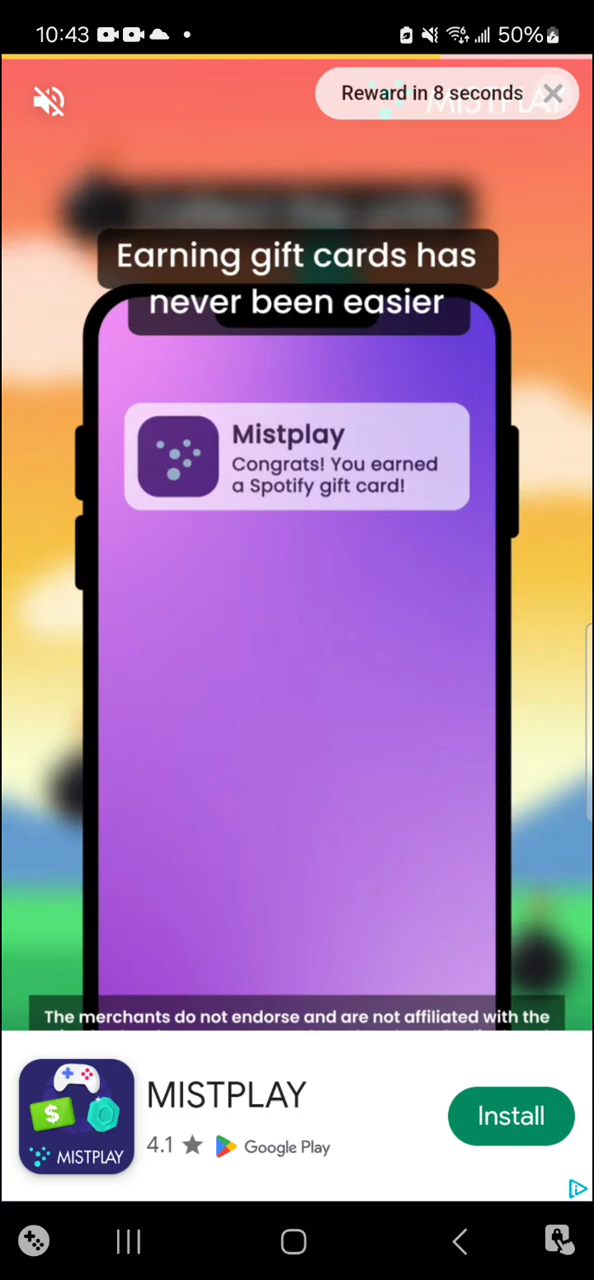 10:43
50%
Reward in 8 seconds
MISTPLAY
Earning gift cards has
never been easier
Mistplay
Congrats! You earned
a Spotify gift card!
The merchants do not endorse and are not affiliated with the
MISTPLAY
MISTPLAY
4.1
Google Play
Install